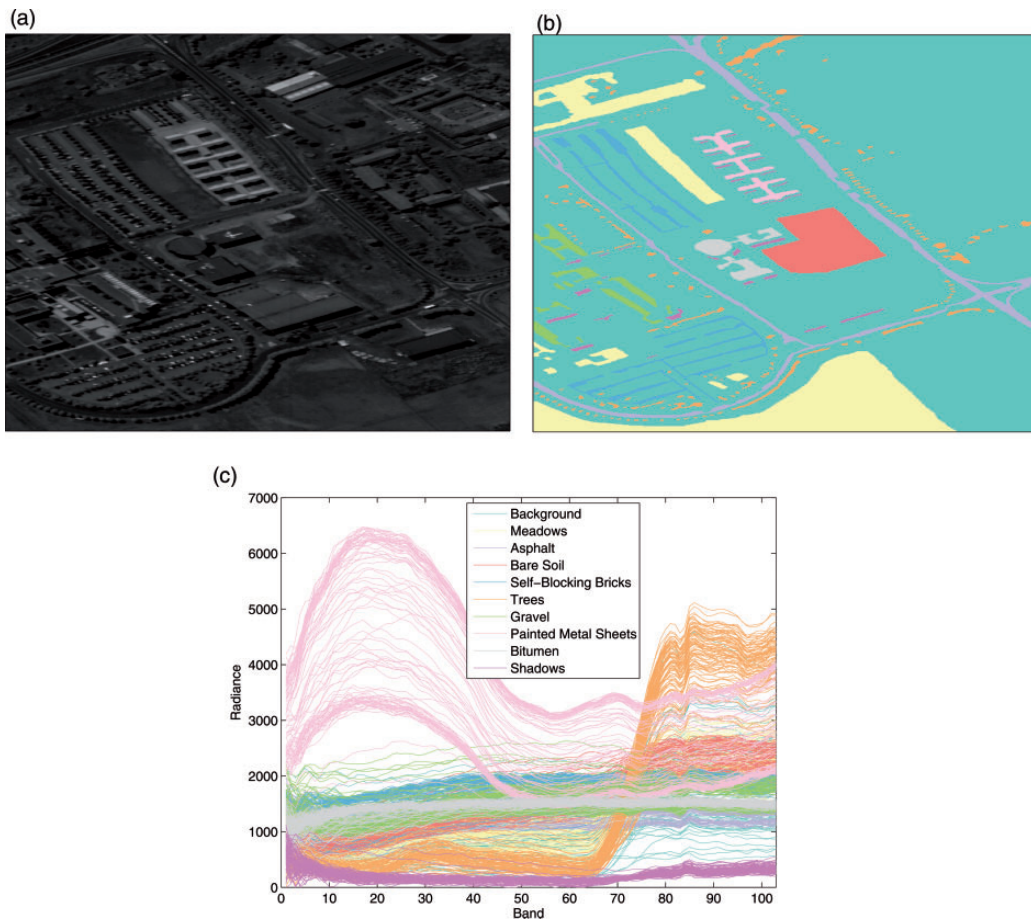 (a)
(b)
(c)
7000
6000
5000
4000
3000
2000
1000
0
Radiance
Background
Meadows
Asphalt
Bare Soil
Self-Blocking Bricks
Trees
Gravel
Painted Metal Sheets
Bitumen
Shadows
0 10 20 30 40 50 60 70 80 90 100
Band